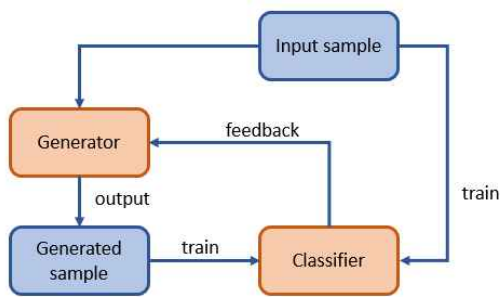 Input sample
feedback
Generator
train
output
Generated
sample
train
Classifier